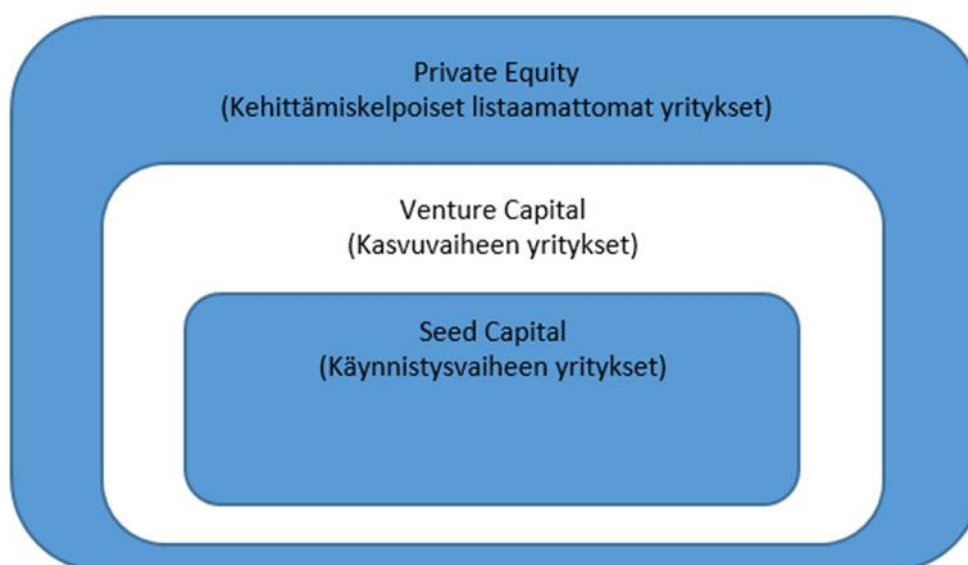 Private Equity
(Kehittämiskelpoiset listaamattomat yritykset)
Venture Capital
(Kasvuvaiheen yritykset)
Seed Capital
(Käynnistysvaiheen yritykset)